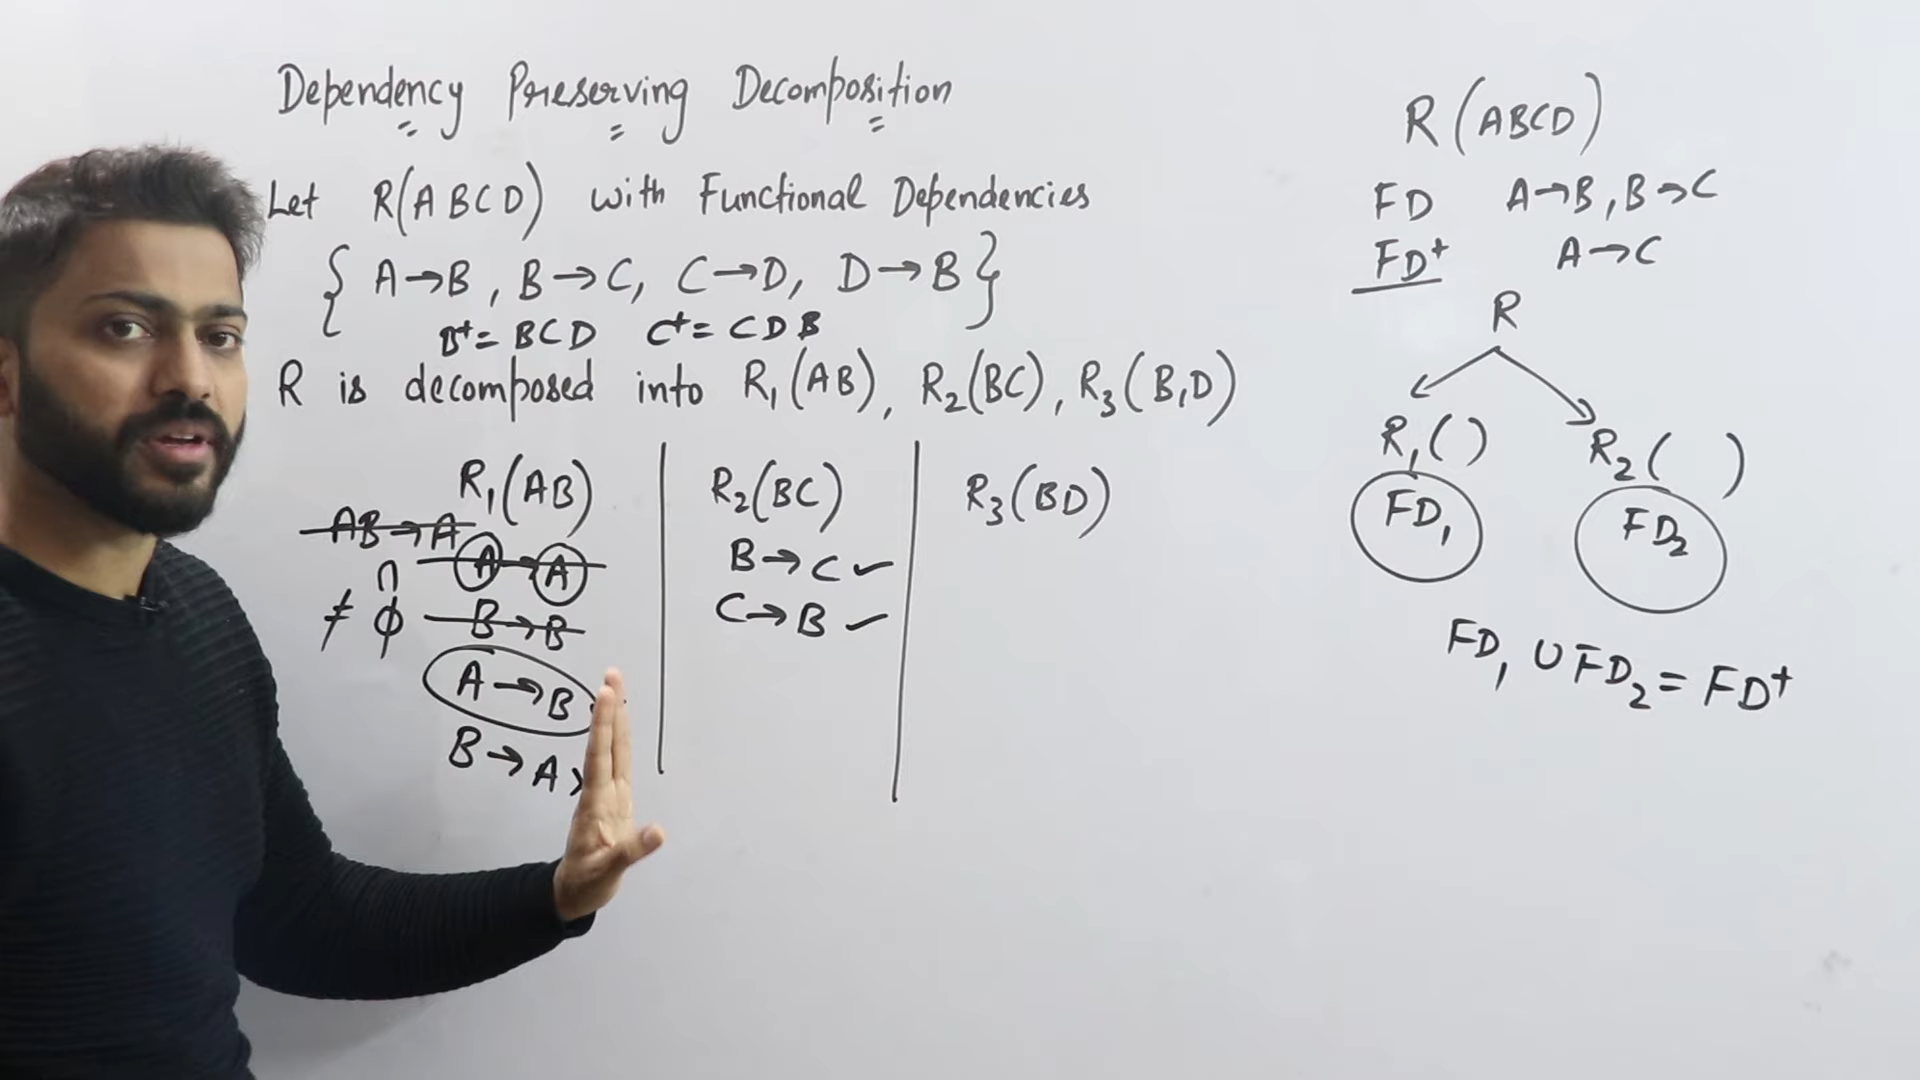 Dependency Preserving Decomposition
Let R(ABCD) with Functional Dependencies
{ A→B, B→C, C→D, D→B }
B⁺= BCD C⁺= CDB
R is decomposed into R₁(AB), R₂(BC), R₃(B,D)
R₁(AB)
AB→A
A→A
∩
≠ ϕ B→B
A→B
B→A
R₂(BC)
B→C ✓
C→B ✓
R₃(BD)
R(ABCD)
FD A→B, B→C
FD⁺ A→C
R
R₁( ) R₂( )
FD₁ FD₂
FD₁ ∪ FD₂ = FD⁺